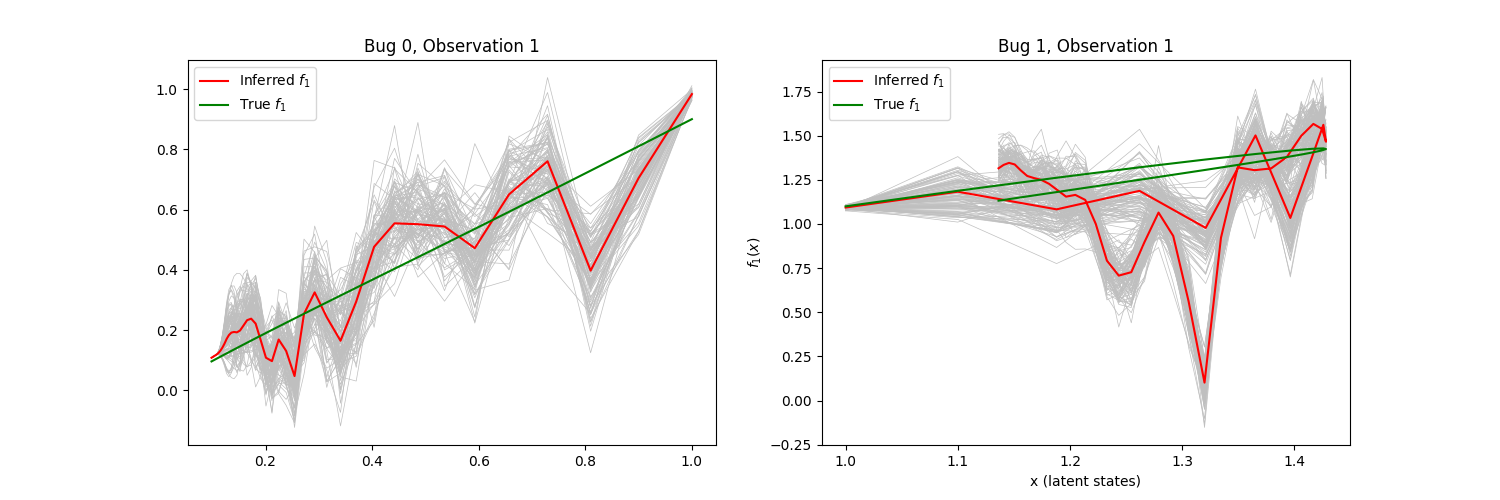 Bug 0, Observation 1
Inferred f₁
True f₁
1.0
0.8
0.6
0.4
0.2
0.0
0.2 0.4 0.6 0.8 1.0
Bug 1, Observation 1
Inferred f₁
True f₁
f₁(x)
1.75
1.50
1.25
1.00
0.75
0.50
0.25
0.00
−0.25
1.0 1.1 1.2 1.3 1.4
x (latent states)